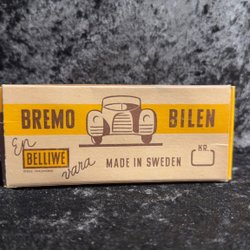 BREMO BILEN
En
BELLIWE
vara
MADE IN SWEDEN
KR.